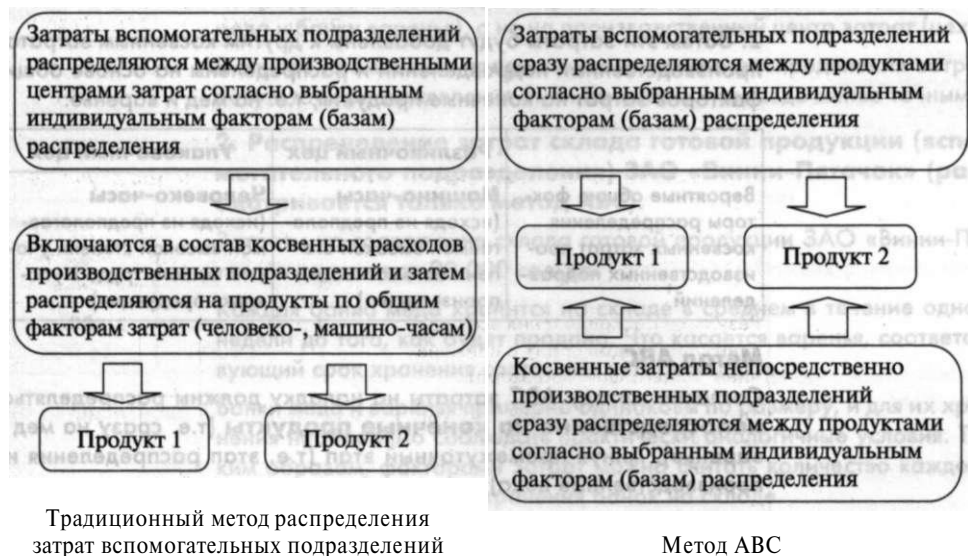 Затраты вспомогательных подразделений
распределяются между производственными
центрами затрат согласно выбранным
индивидуальным факторам (базам)
распределения
Включаются в состав косвенных расходов
производственных подразделений и затем
распределяются на продукты по общим
факторам затрат (человеко-, машино-часам)
Продукт 1
Продукт 2
Традиционный метод распределения
затрат вспомогательных подразделений
Затраты вспомогательных подразделений
сразу распределяются между продуктами
согласно выбранным индивидуальным
факторам (базам) распределения
Продукт 1
Продукт 2
Косвенные затраты непосредственно
производственных подразделений
сразу распределяются между продуктами
согласно выбранным индивидуальным
факторам (базам) распределения
Метод ABC